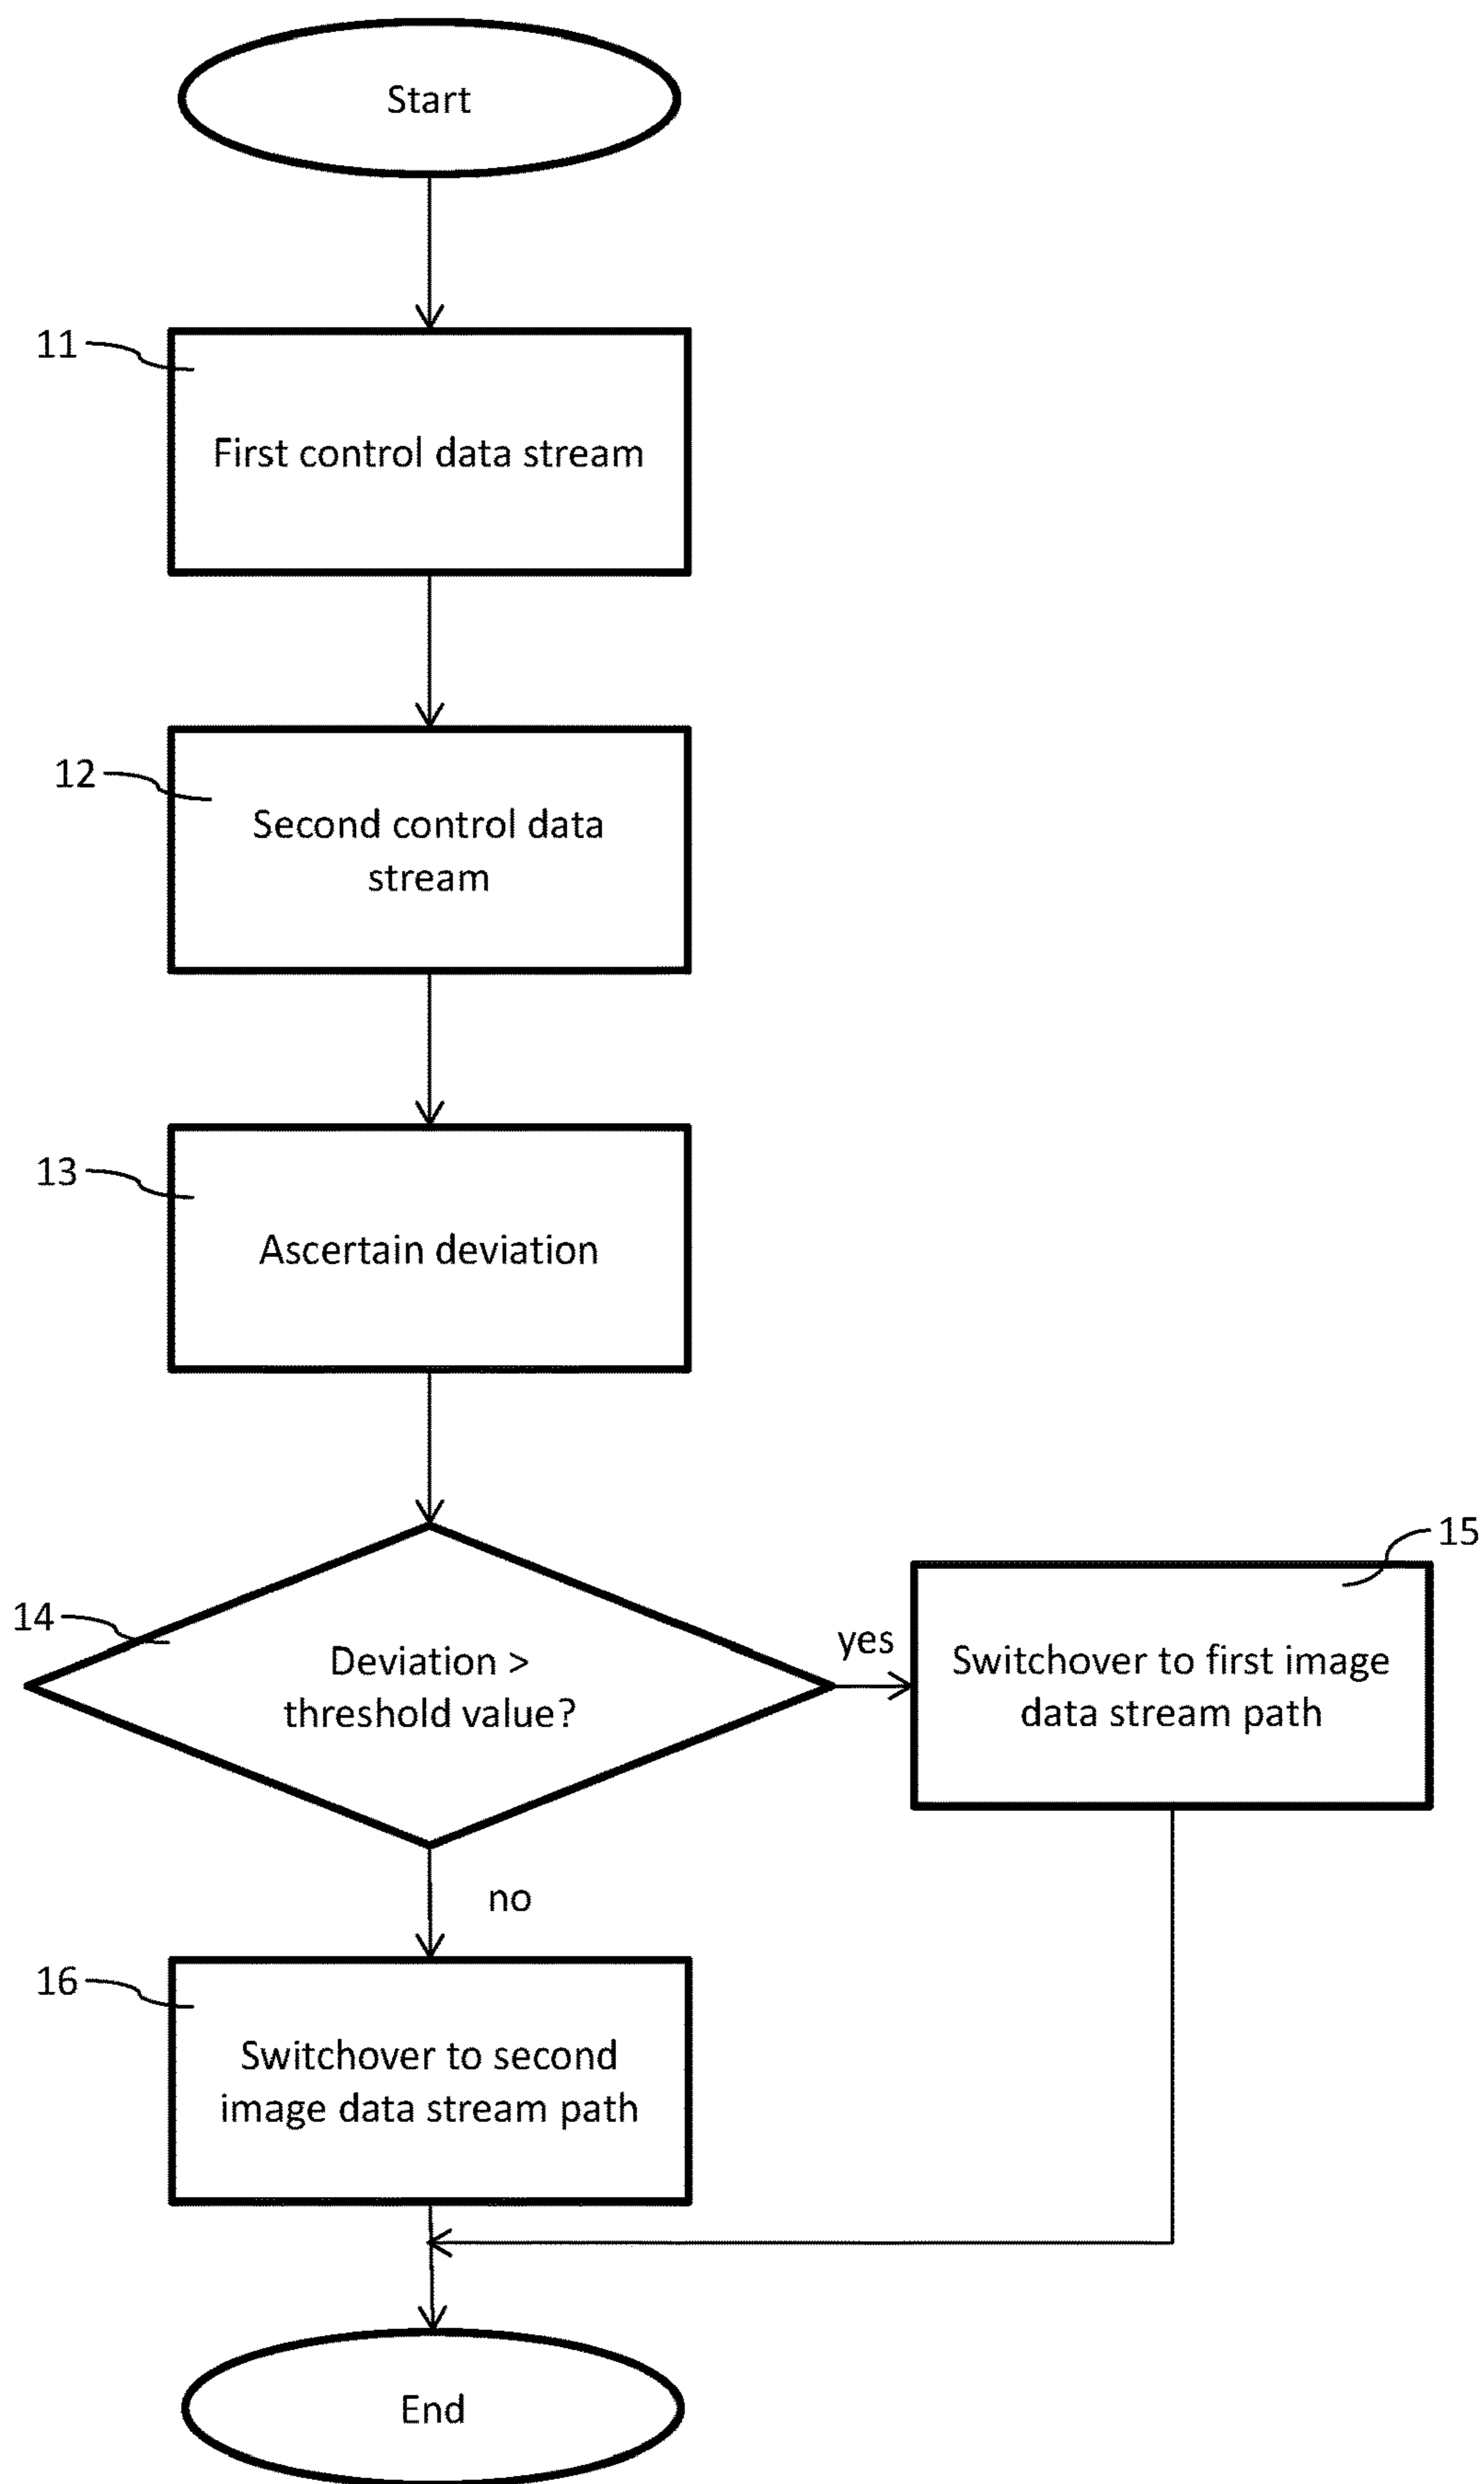 Start
11
First control data stream
12
Second control data
stream
13
Ascertain deviation
14
Deviation >
threshold value?
yes
15
Switchover to first image
data stream path
no
16
Switchover to second
image data stream path
End